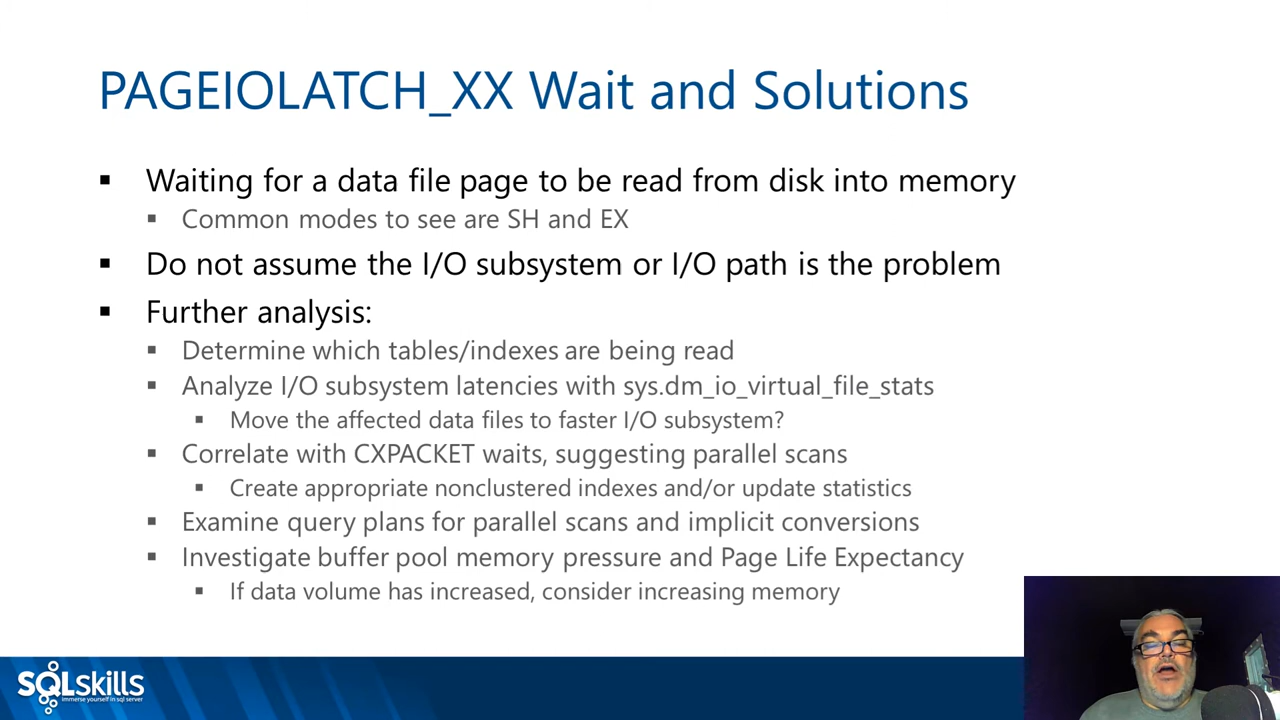 PAGEIOLATCH_XX Wait and Solutions
Waiting for a data file page to be read from disk into memory
Common modes to see are SH and EX
Do not assume the I/O subsystem or I/O path is the problem
Further analysis:
Determine which tables/indexes are being read
Analyze I/O subsystem latencies with sys.dm_io_virtual_file_stats
Move the affected data files to faster I/O subsystem?
Correlate with CXPACKET waits, suggesting parallel scans
Create appropriate nonclustered indexes and/or update statistics
Examine query plans for parallel scans and implicit conversions
Investigate buffer pool memory pressure and Page Life Expectancy
If data volume has increased, consider increasing memory
SQLskills
immerse yourself in sql server